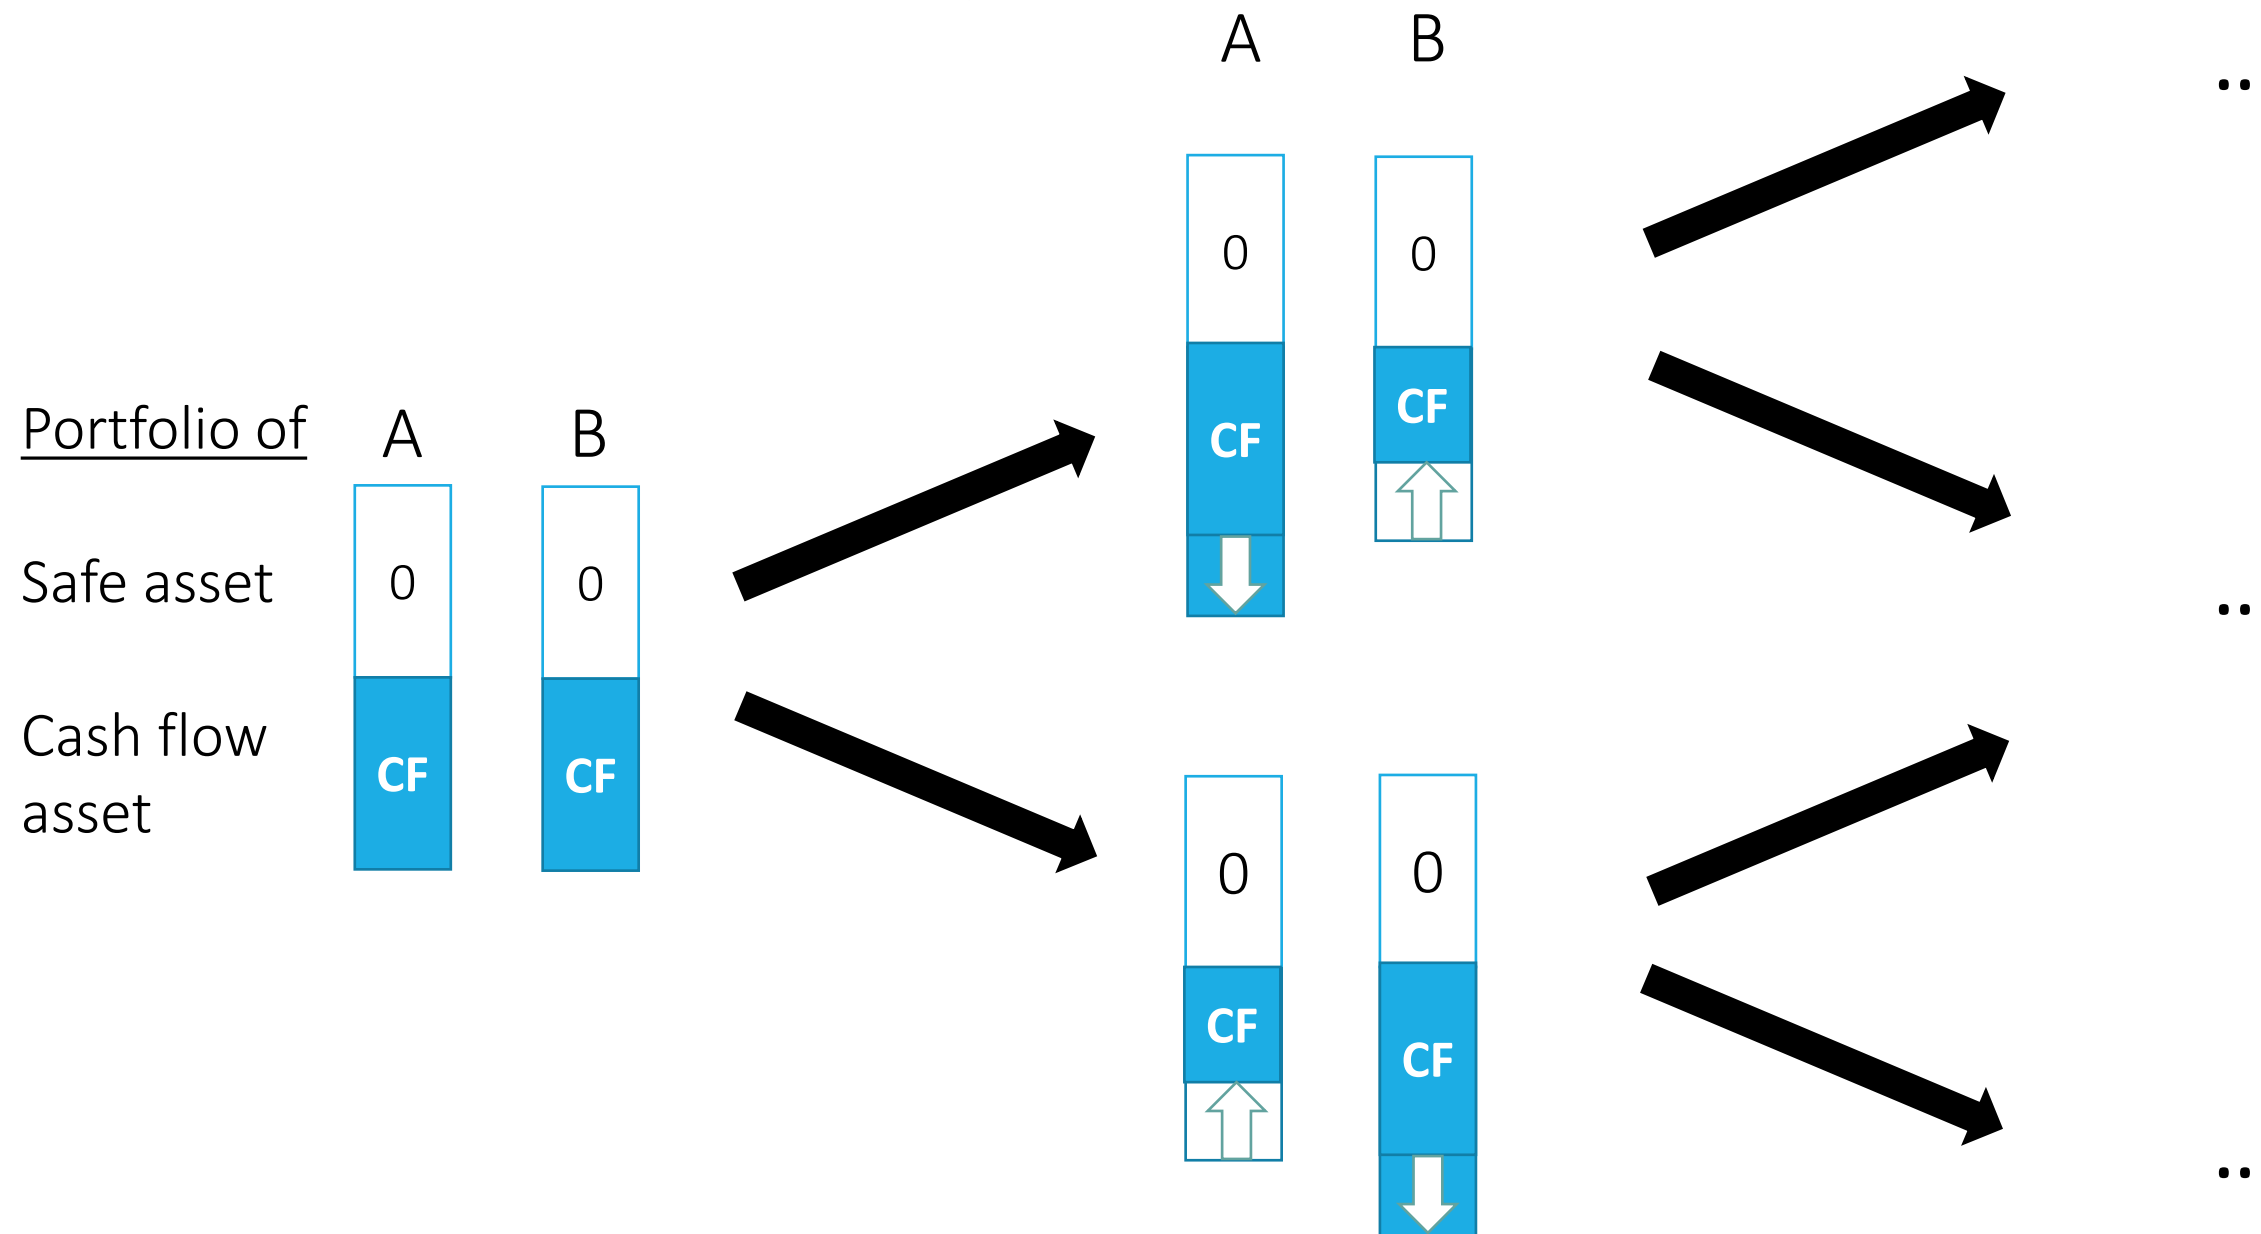 A B
..
0 0
CF CF
Portfolio of A B
Safe asset 0 0
..
Cash flow
asset
CF CF
0 0
CF CF
..